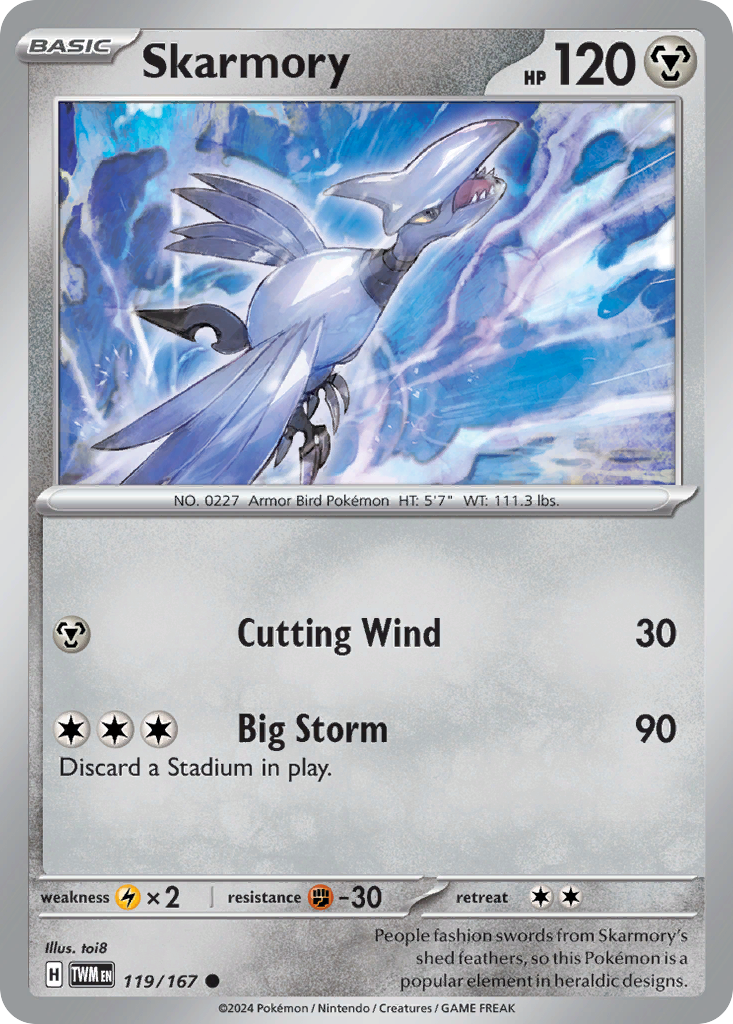 BASIC
Skarmory
HP 120
NO. 0227 Armor Bird Pokémon HT: 5'7" WT: 111.3 lbs.
Cutting Wind 30
Big Storm 90
Discard a Stadium in play.
weakness ×2 resistance -30 retreat
Illus. toi8
People fashion swords from Skarmory's
shed feathers, so this Pokémon is a
popular element in heraldic designs.
H TWM EN 119/167
©2024 Pokémon / Nintendo / Creatures / GAME FREAK